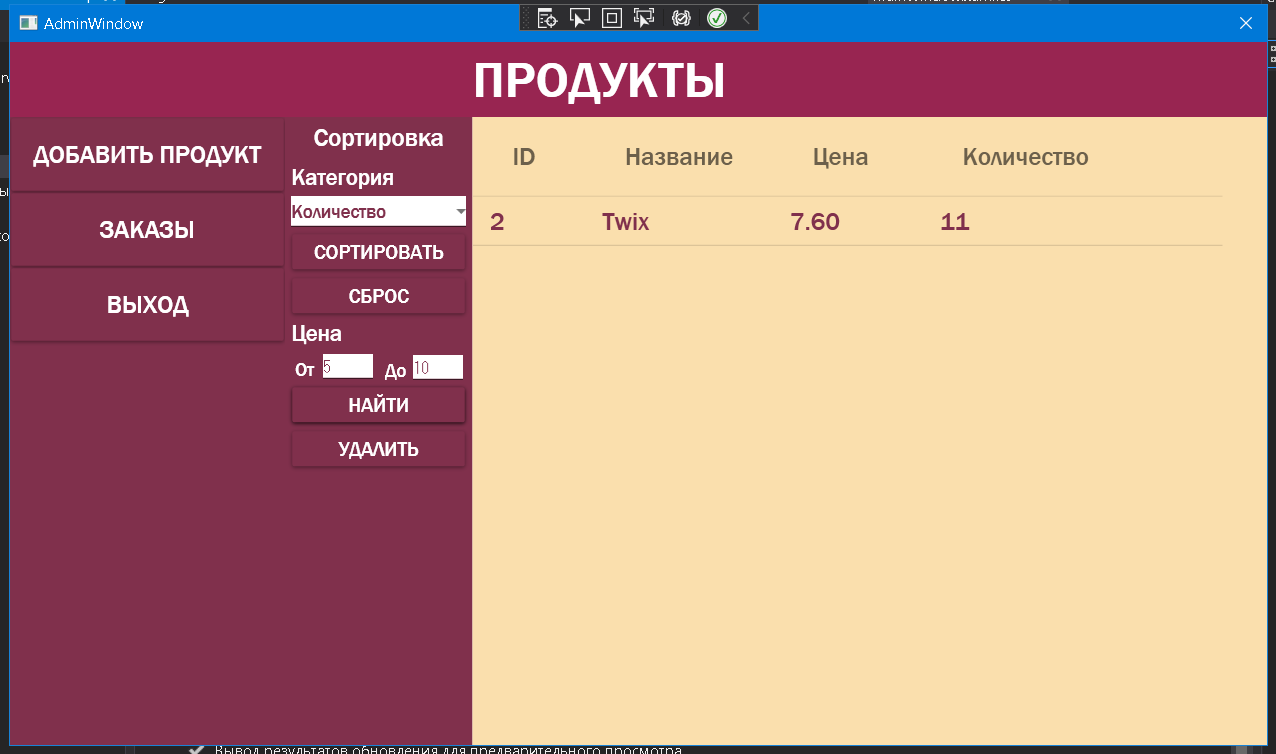 AdminWindow
ПРОДУКТЫ
ДОБАВИТЬ ПРОДУКТ
ЗАКАЗЫ
ВЫХОД
Сортировка
Категория
Количество
СОРТИРОВАТЬ
СБРОС
Цена
От 5 До 10
НАЙТИ
УДАЛИТЬ
ID Название Цена Количество
2 Twix 7.60 11
Вывод результатов обновления для предварительного просмотра